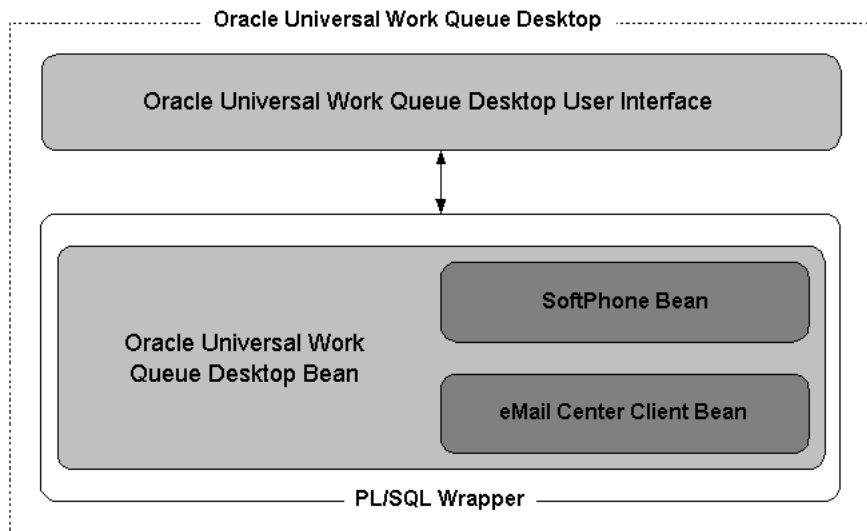 Oracle Universal Work Queue Desktop
Oracle Universal Work Queue Desktop User Interface
SoftPhone Bean
Oracle Universal Work
Queue Desktop Bean
eMail Center Client Bean
PL/SQL Wrapper